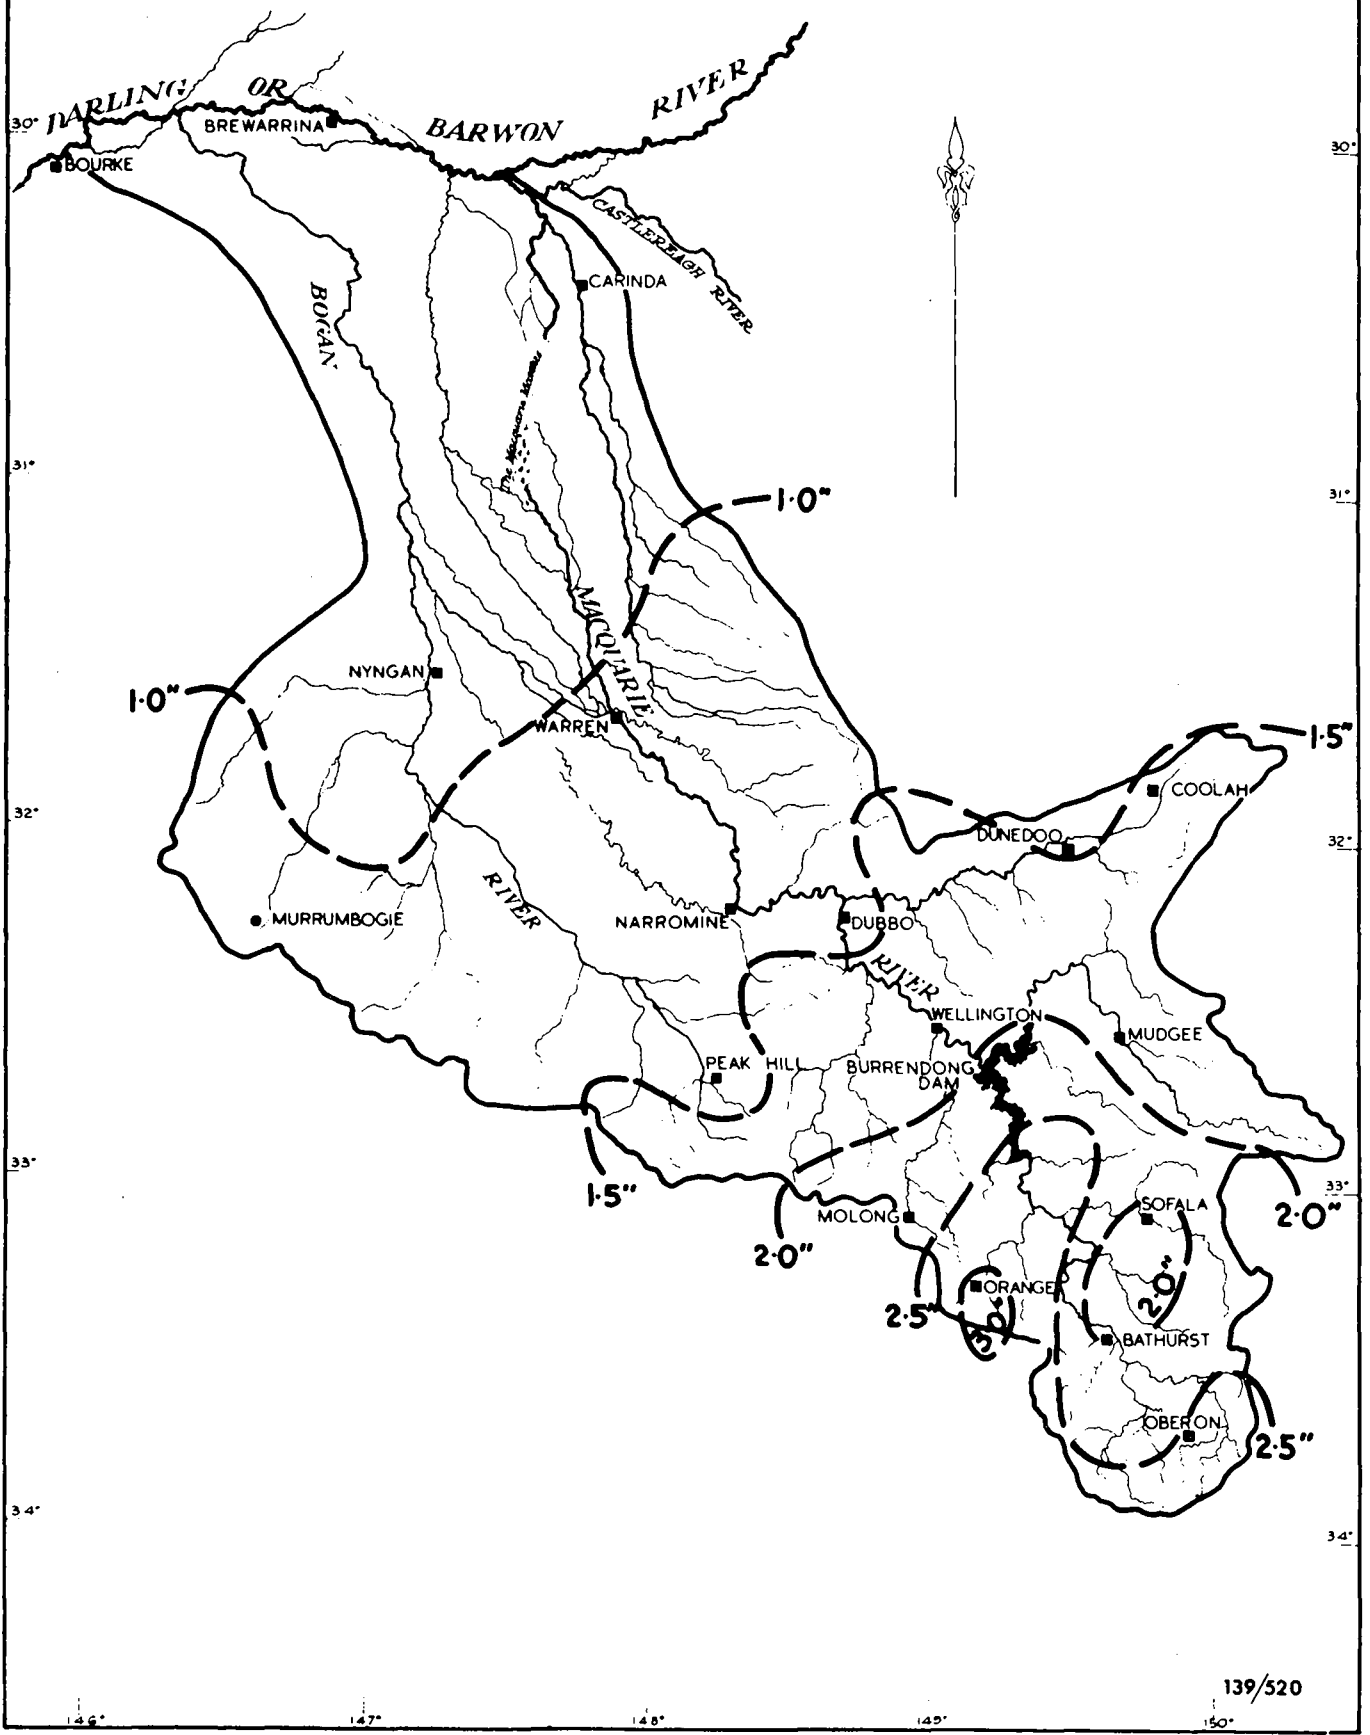 DARLING OR BARWON RIVER
30°
BREWARRINA
30°
BOURKE
CASTLEREAGH RIVER
CARINDA
BOGAN
The Macquarie Marshes
31°
1·0"
31°
MACQUARIE
NYNGAN
1·0"
WARREN
1·5"
COOLAH
32°
DUNEDOO
32°
RIVER
MURRUMBOGIE
NARROMINE
DUBBO
RIVER
WELLINGTON
MUDGEE
PEAK HILL
BURRENDONG
DAM
33°
1·5"
33°
SOFALA
2·0"
MOLONG
2·0"
2·0"
ORANGE
2·5"
3·0"
BATHURST
OBERON
2·5"
34°
34°
139/520
146°
147°
148°
149°
150°